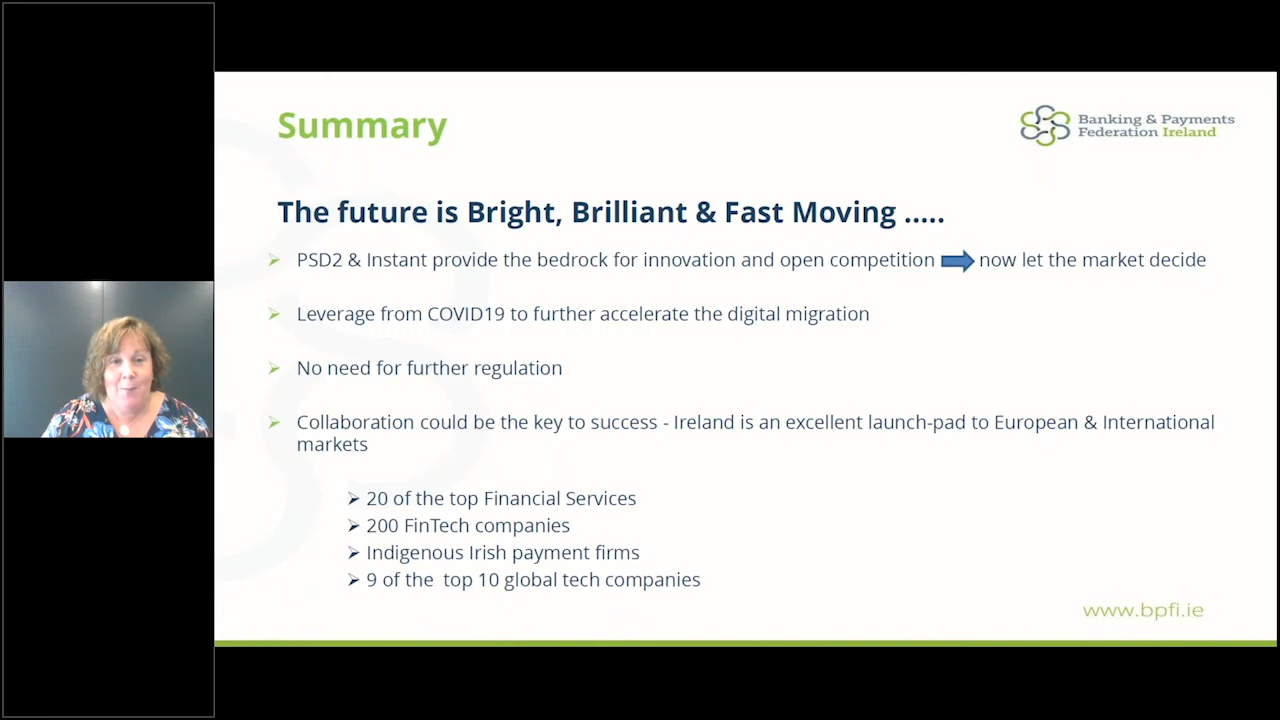 Summary
Banking & Payments
Federation Ireland
The future is Bright, Brilliant & Fast Moving .....
PSD2 & Instant provide the bedrock for innovation and open competition now let the market decide
Leverage from COVID19 to further accelerate the digital migration
No need for further regulation
Collaboration could be the key to success - Ireland is an excellent launch-pad to European & International
markets
20 of the top Financial Services
200 FinTech companies
Indigenous Irish payment firms
9 of the top 10 global tech companies
www.bpfi.ie